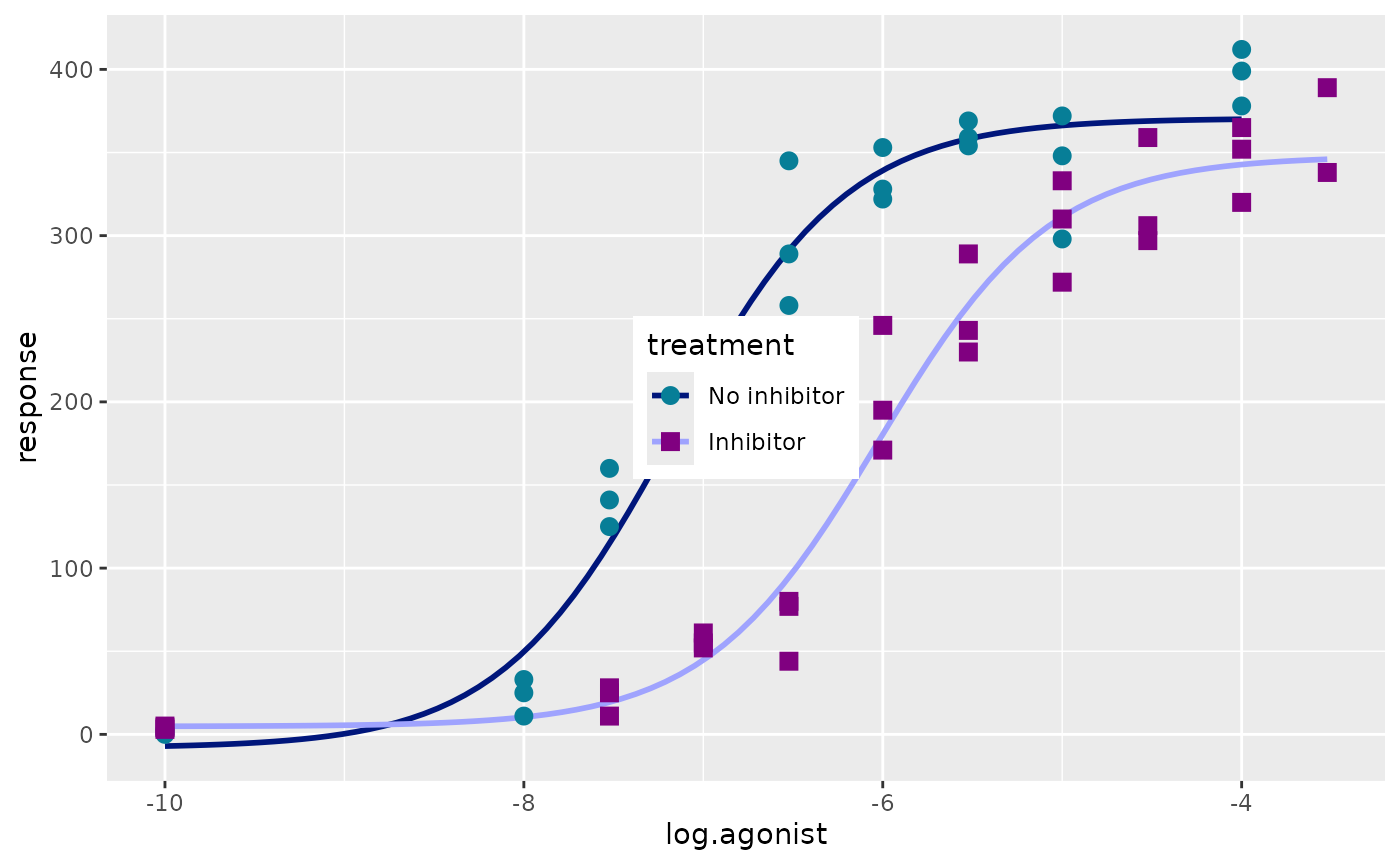 400
300
200
100
0
response
treatment
No inhibitor
Inhibitor
-10 -8 -6 -4
log.agonist